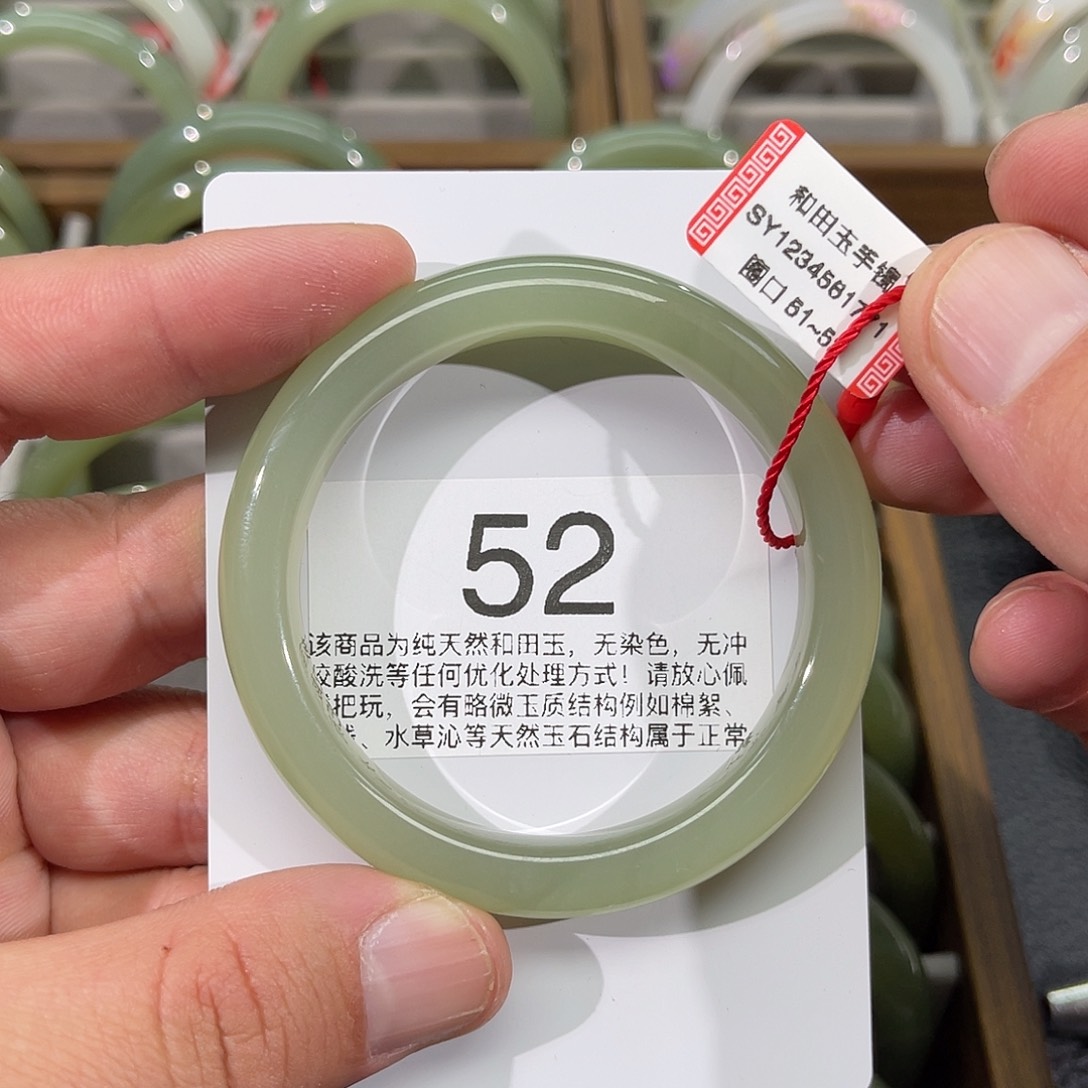 和田玉手镯
圈口 51~5
52
该商品为纯天然和田玉，无染色，无冲
酸洗等任何优化处理方式！请放心佩
把玩，会有略微玉质结构例如棉絮、
、水草沁等天然玉石结构属于正常